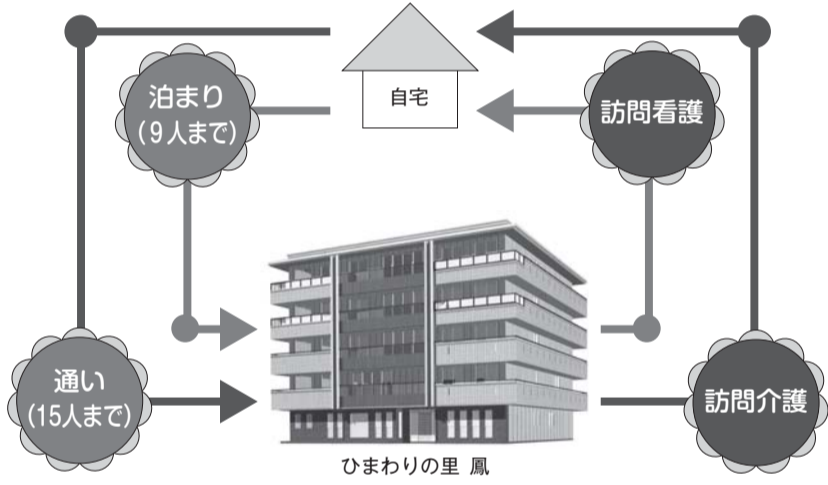 自宅
泊まり
(9人まで)
訪問看護
通い
(15人まで)
訪問介護
ひまわりの里 鳳